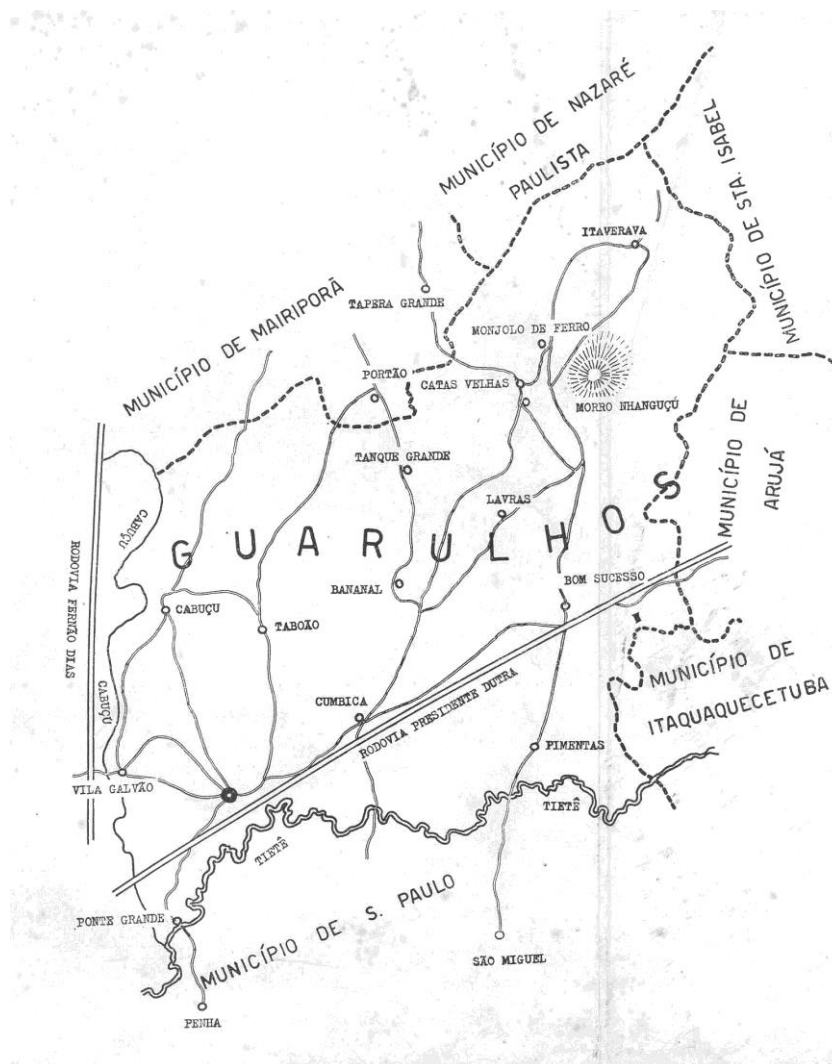 MUNICÍPIO DE NAZARÉ
PAULISTA
MUNICÍPIO DE STA. ISABEL
ITAVERAVA
TAPERA GRANDE
MUNICÍPIO DE MAIRIPORÃ
MONJOLO DE FERRO
PORTÃO
CATAS VELHAS
MORRO NHANGUÇÚ
MUNICÍPIO DE
ARUJÁ
TANQUE GRANDE
LAVRAS
CABUÇU
GUARULHOS
RODOVIA FERNÃO DIAS
BANANAL
BOM SUCESSO
CABUÇU
TABOXO
CABUÇU
MUNICÍPIO DE
ITAQUAQUECETUBA
CUMBICA
RODOVIA PRESIDENTE DUTRA
PIMENTAS
VILA GALVÃO
TIETÊ
TIETÊ
PONTE GRANDE
MUNICÍPIO DE S. PAULO
SÃO MIGUEL
PENHA